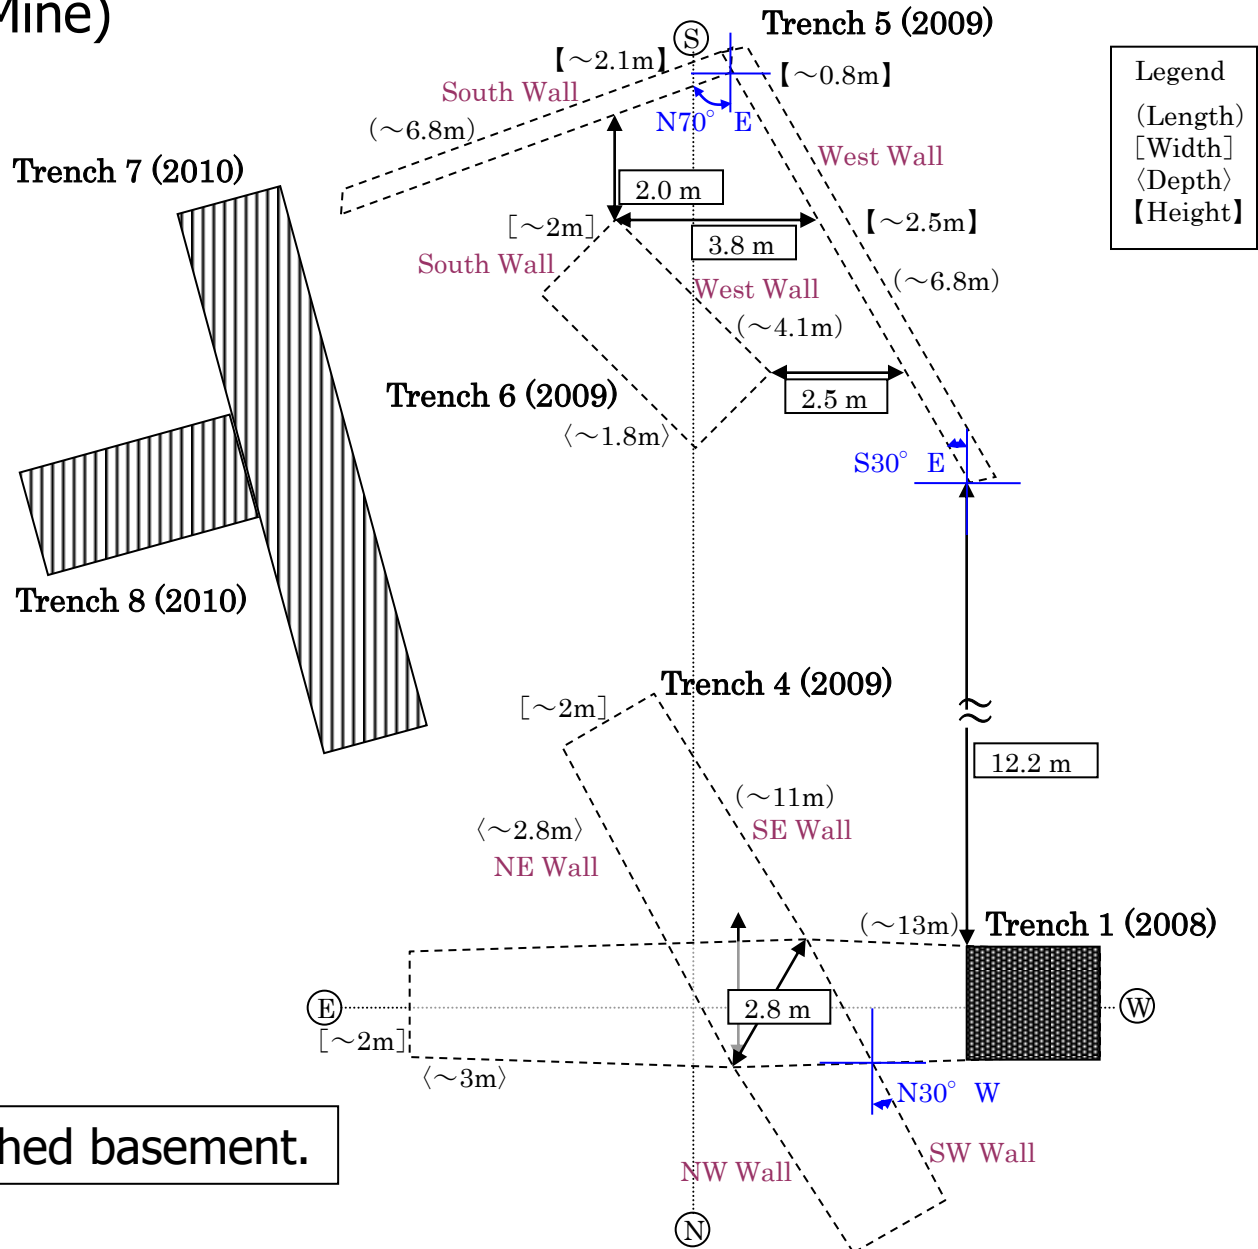 Mine)
Trench 5 (2009)
S
【～2.1m】
【～0.8m】
South Wall
(～6.8m)
N70° E
West Wall
Legend
(Length)
[Width]
〈Depth〉
【Height】
Trench 7 (2010)
2.0 m
[～2m]
3.8 m
【～2.5m】
South Wall
West Wall
(～6.8m)
(～4.1m)
Trench 6 (2009)
2.5 m
〈～1.8m〉
S30° E
Trench 8 (2010)
Trench 4 (2009)
[～2m]
12.2 m
(～11m)
〈～2.8m〉
SE Wall
NE Wall
(～13m)
Trench 1 (2008)
E
2.8 m
W
[～2m]
〈～3m〉
N30° W
hed basement.
SW Wall
NW Wall
N